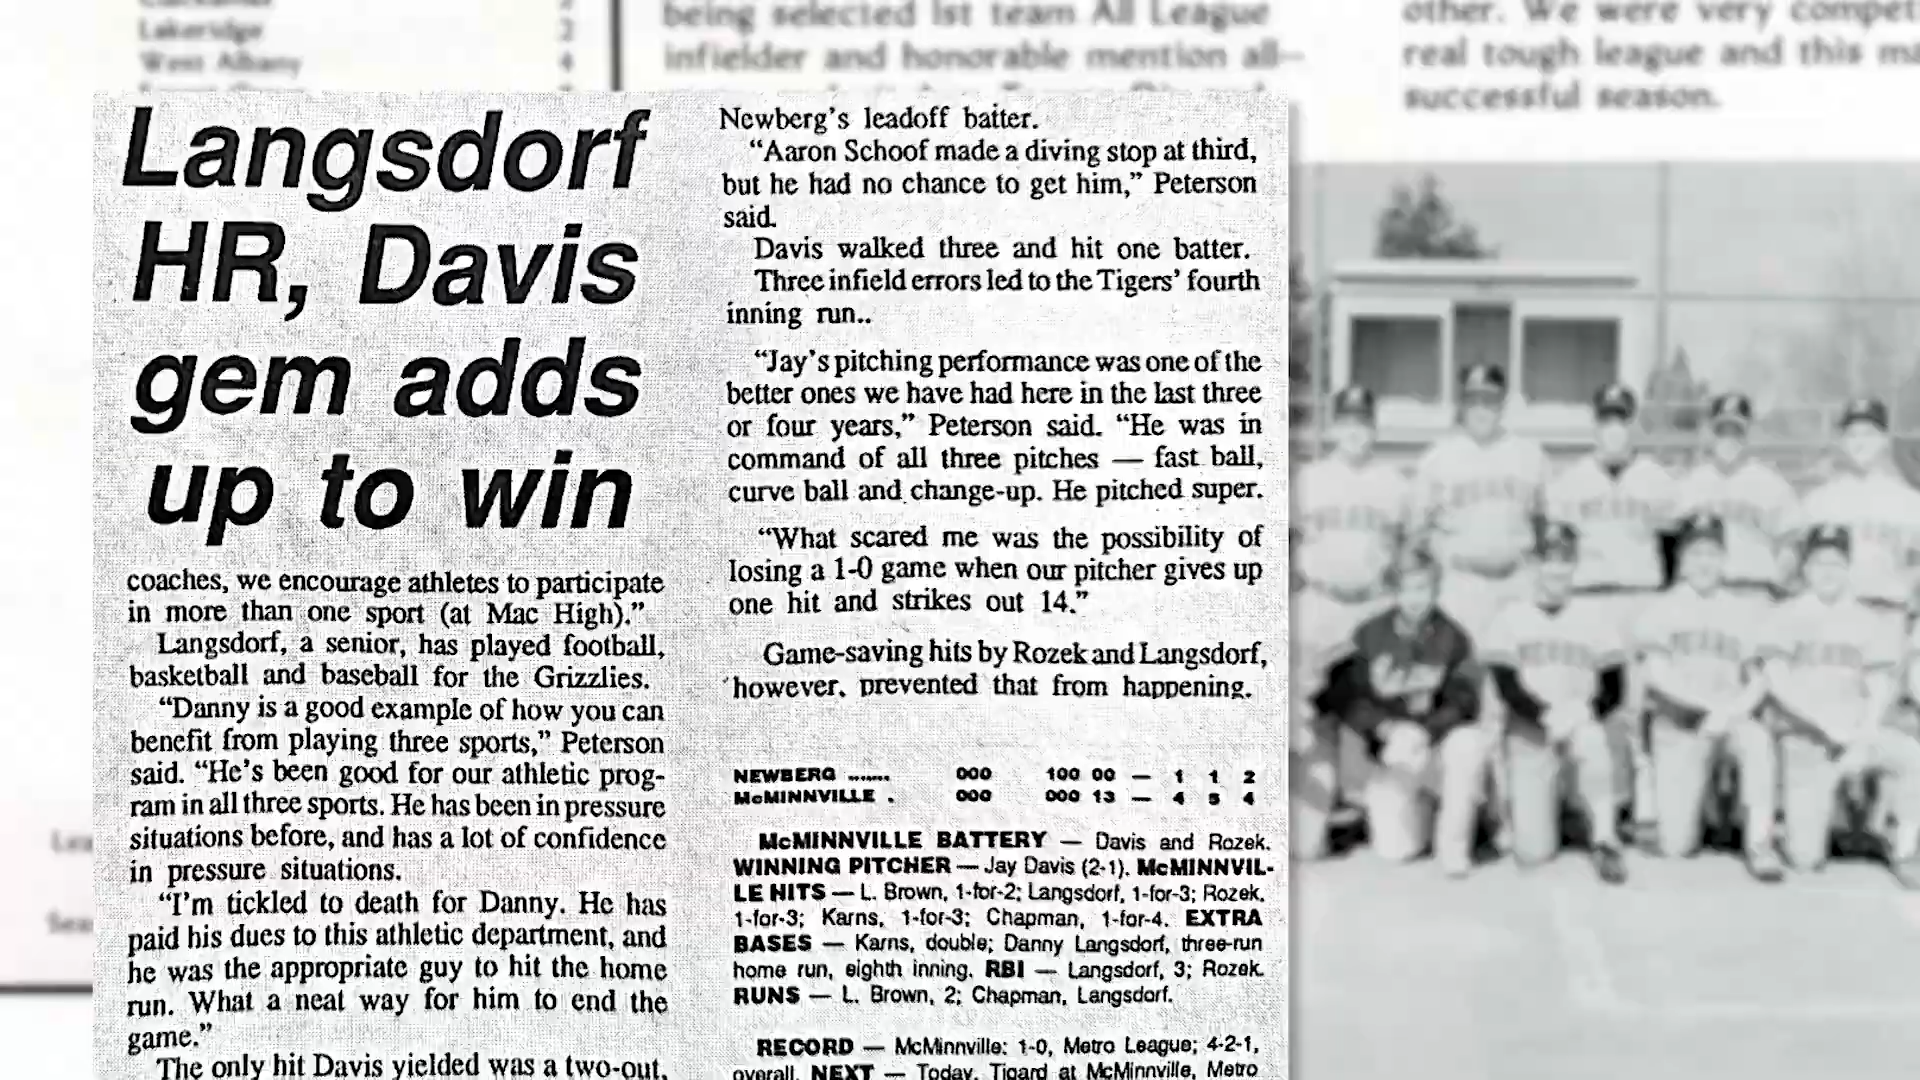 Lakeridge 2
West Albany 4
being selected 1st team All League
infielder and honorable mention all-
other. We were very compet
real tough league and this ma
successful season.
Langsdorf
HR, Davis
gem adds
up to win
coaches, we encourage athletes to participate
in more than one sport (at Mac High).”
Langsdorf, a senior, has played football,
basketball and baseball for the Grizzlies.
“Danny is a good example of how you can
benefit from playing three sports,” Peterson
said. “He’s been good for our athletic prog-
ram in all three sports. He has been in pressure
situations before, and has a lot of confidence
in pressure situations.
“I’m tickled to death for Danny. He has
paid his dues to this athletic department, and
he was the appropriate guy to hit the home
run. What a neat way for him to end the
game.”
The only hit Davis yielded was a two-out,
Newberg’s leadoff batter.
“Aaron Schoof made a diving stop at third,
but he had no chance to get him,” Peterson
said.
Davis walked three and hit one batter.
Three infield errors led to the Tigers’ fourth
inning run..
“Jay’s pitching performance was one of the
better ones we have had here in the last three
or four years,” Peterson said. “He was in
command of all three pitches — fast ball,
curve ball and change-up. He pitched super.
“What scared me was the possibility of
losing a 1-0 game when our pitcher gives up
one hit and strikes out 14.”
Game-saving hits by Rozek and Langsdorf,
however, prevented that from happening.
NEWBERG ....... 000 100 00 — 1 1 2
McMINNVILLE . 000 000 13 — 4 5 4
McMINNVILLE BATTERY — Davis and Rozek.
WINNING PITCHER — Jay Davis (2-1). McMINNVIL-
LE HITS — L. Brown, 1-for-2; Langsdorf, 1-for-3; Rozek,
1-for-3; Karns, 1-for-3; Chapman, 1-for-4. EXTRA
BASES — Karns, double; Danny Langsdorf, three-run
home run, eighth inning. RBI — Langsdorf, 3; Rozek.
RUNS — L. Brown, 2; Chapman, Langsdorf.
RECORD — McMinnville: 1-0, Metro League; 4-2-1,
overall. NEXT — Today, Tigard at McMinnville, Metro